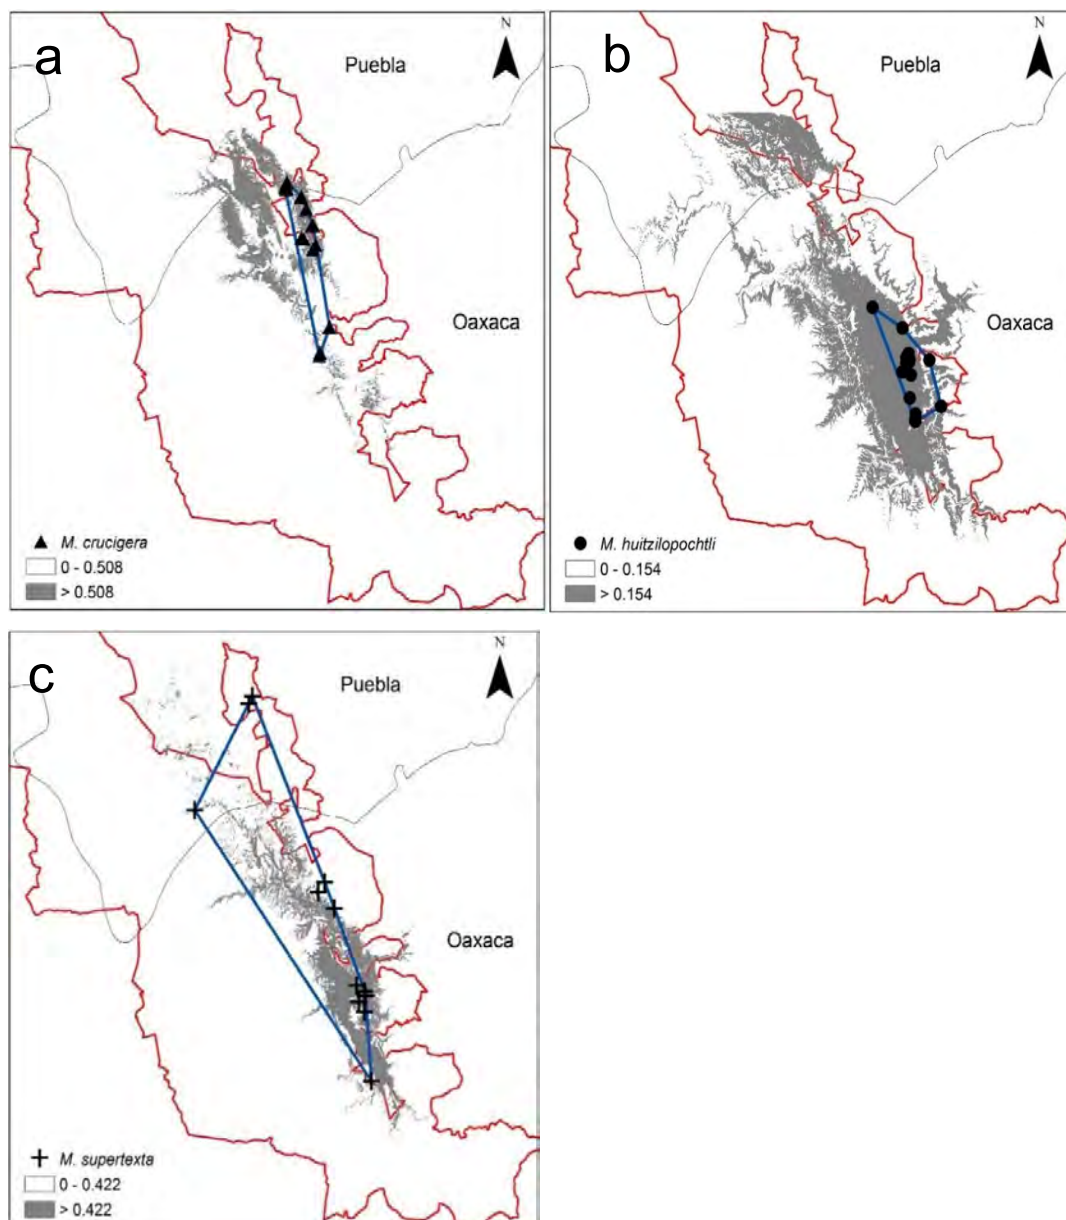 a
N
Puebla
Oaxaca
M. crucigera
0 - 0.508
> 0.508
b
N
Puebla
Oaxaca
M. huitzilopochtli
0 - 0.154
> 0.154
c
N
Puebla
Oaxaca
M. supertexta
0 - 0.422
> 0.422